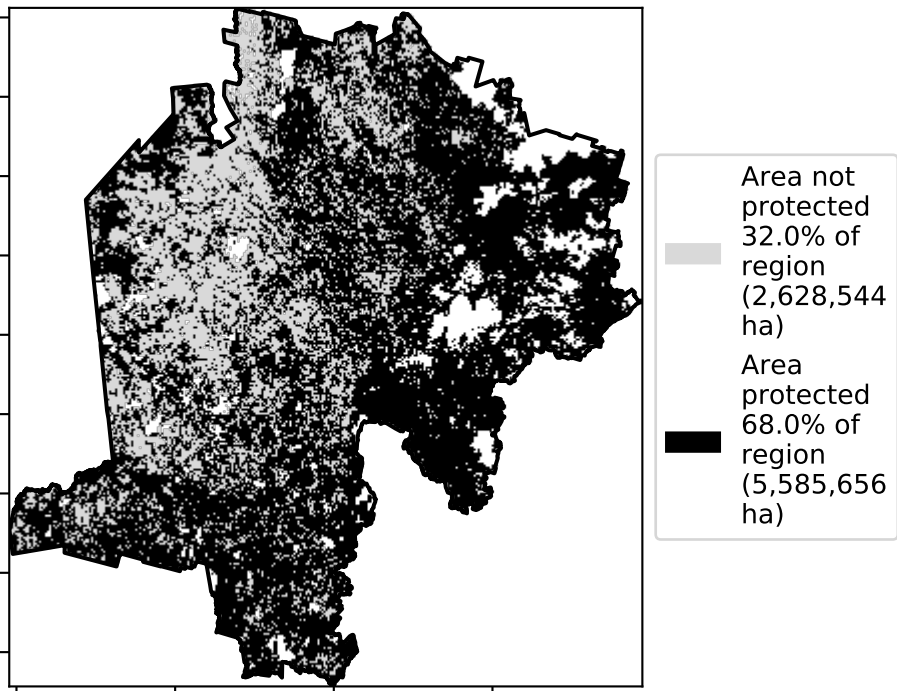 Area not
protected
32.0% of
region
(2,628,544
ha)
Area
protected
68.0% of
region
(5,585,656
ha)